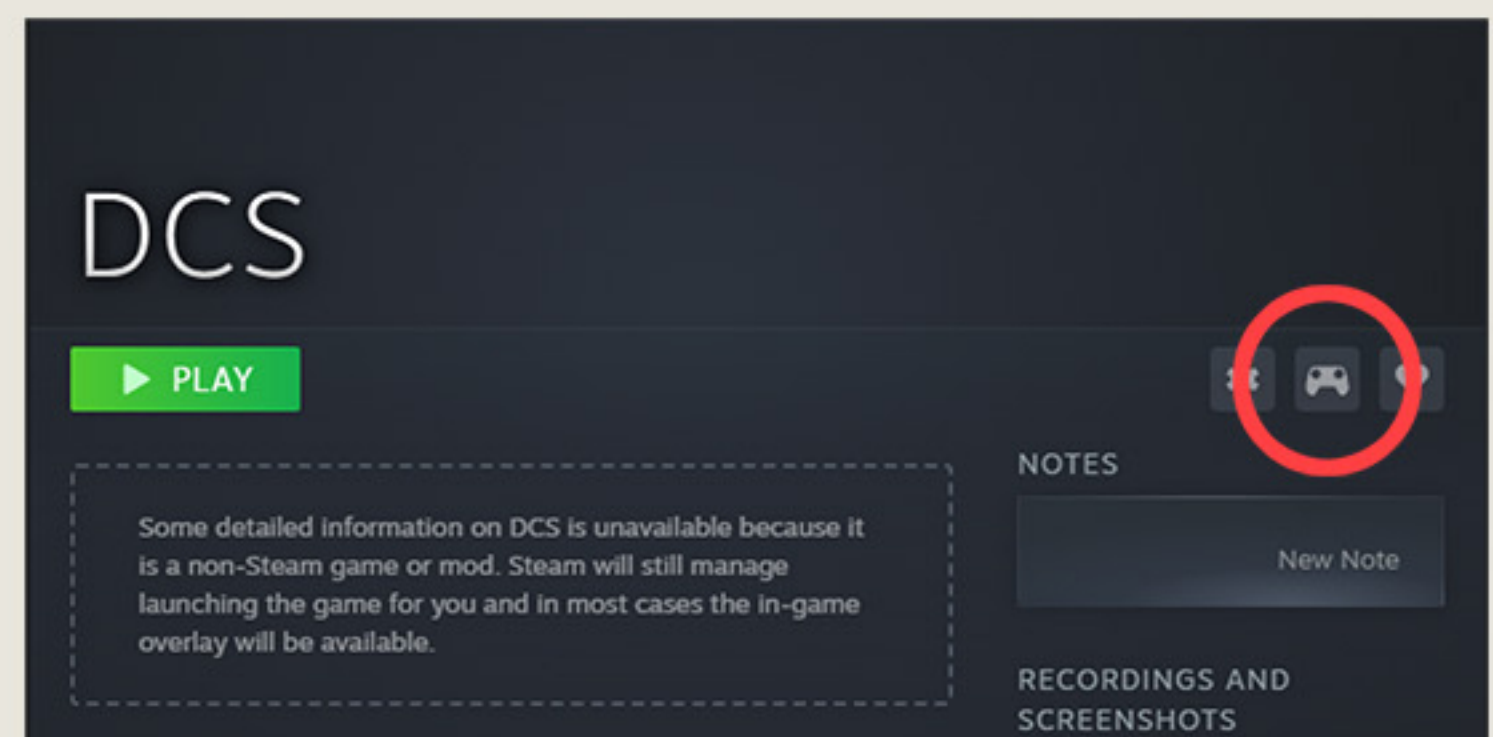 DCS
PLAY
Some detailed information on DCS is unavailable because it
is a non-Steam game or mod. Steam will still manage
launching the game for you and in most cases the in-game
overlay will be available.
NOTES
New Note
RECORDINGS AND
SCREENSHOTS